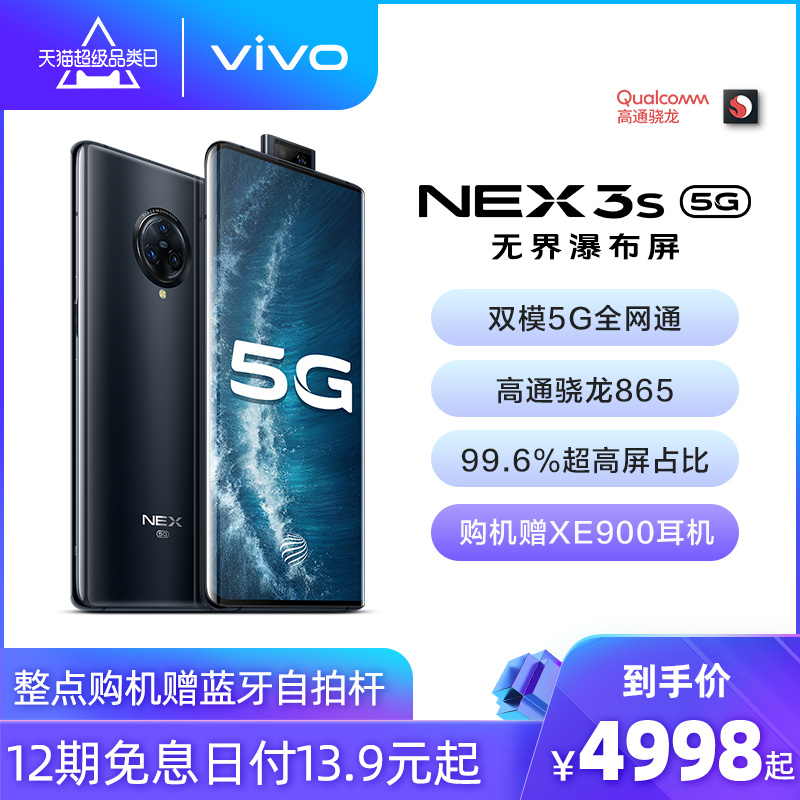 天猫超级品类日
vivo
Qualcomm
高通骁龙
NEX 3s 5G
无界瀑布屏
双模5G全网通
高通骁龙865
99.6%超高屏占比
购机赠XE900耳机
5G
NEX
5G
整点购机赠蓝牙自拍杆
12期免息日付13.9元起
到手价
¥4998起